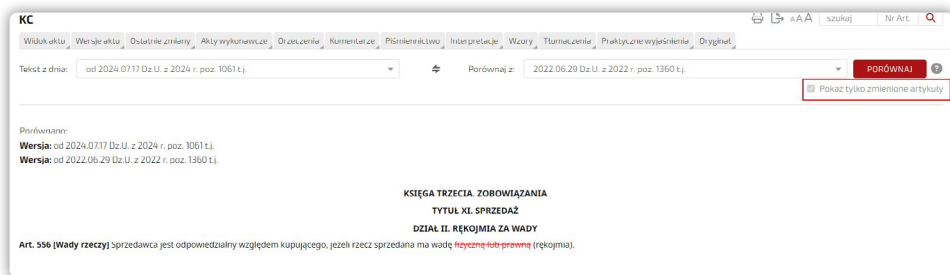 KC
AAA szukaj Nr Art.
Widok aktu Wersje aktu Ostatnie zmiany Akty wykonawcze Orzeczenia Komentarze Piśmiennictwo Interpretacje Wzory Tłumaczenia Praktyczne wyjaśnienia Oryginał
Tekst z dnia: od 2024.07.17 Dz.U. z 2024 r. poz. 1061 t.j. Porównaj z: 2022.06.29 Dz.U. z 2022 r. poz. 1360 t.j. PORÓWNAJ ?
Pokaż tylko zmienione artykuły
Porównano:
Wersja: od 2024.07.17 Dz.U. z 2024 r. poz. 1061 t.j.
Wersja: od 2022.06.29 Dz.U. z 2022 r. poz. 1360 t.j.
KSIĘGA TRZECIA. ZOBOWIĄZANIA
TYTUŁ XI. SPRZEDAŻ
DZIAŁ II. RĘKOJMIA ZA WADY
Art. 556 [Wady rzeczy] Sprzedawca jest odpowiedzialny względem kupującego, jeżeli rzecz sprzedana ma wadę fizyczną lub prawną (rękojmia).